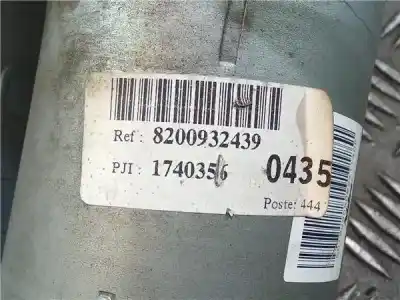 Ref : 8200932439
PJI : 1740356 0435
Poste: 444